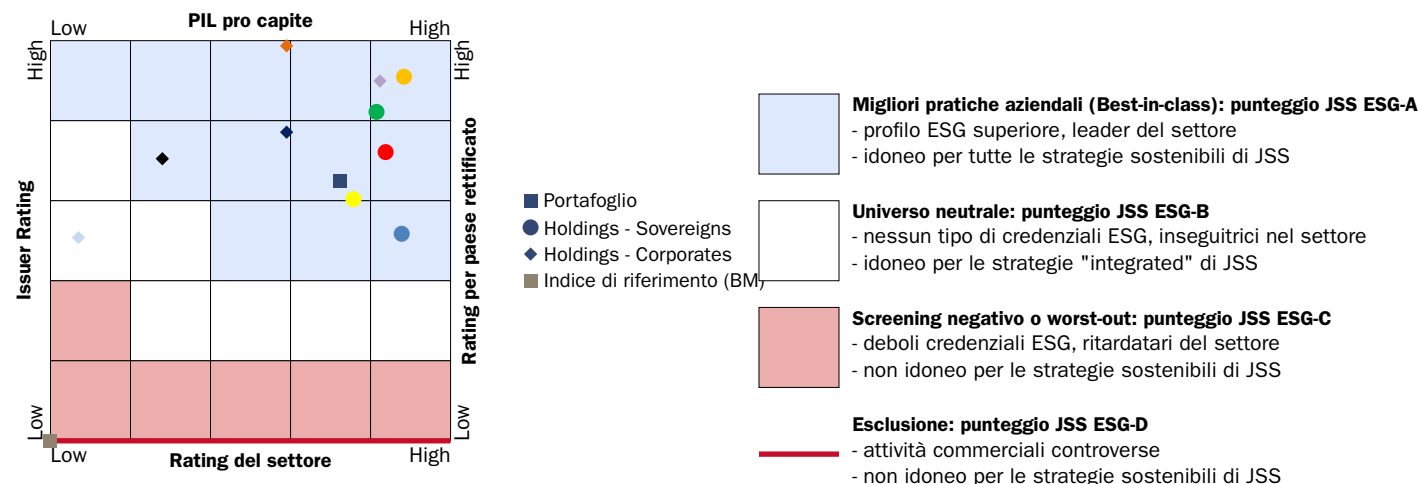 PIL pro capite
Low
High
High
High
Issuer Rating
Rating per paese rettificato
Low
Low
Low
High
Rating del settore
Portafoglio
Holdings - Sovereigns
Holdings - Corporates
Indice di riferimento (BM)
Migliori pratiche aziendali (Best-in-class): punteggio JSS ESG-A
- profilo ESG superiore, leader del settore
- idoneo per tutte le strategie sostenibili di JSS
Universo neutrale: punteggio JSS ESG-B
- nessun tipo di credenziali ESG, inseguitrici nel settore
- idoneo per le strategie "integrated" di JSS
Screening negativo o worst-out: punteggio JSS ESG-C
- deboli credenziali ESG, ritardatari del settore
- non idoneo per le strategie sostenibili di JSS
Esclusione: punteggio JSS ESG-D
- attività commerciali controverse
- non idoneo per le strategie sostenibili di JSS